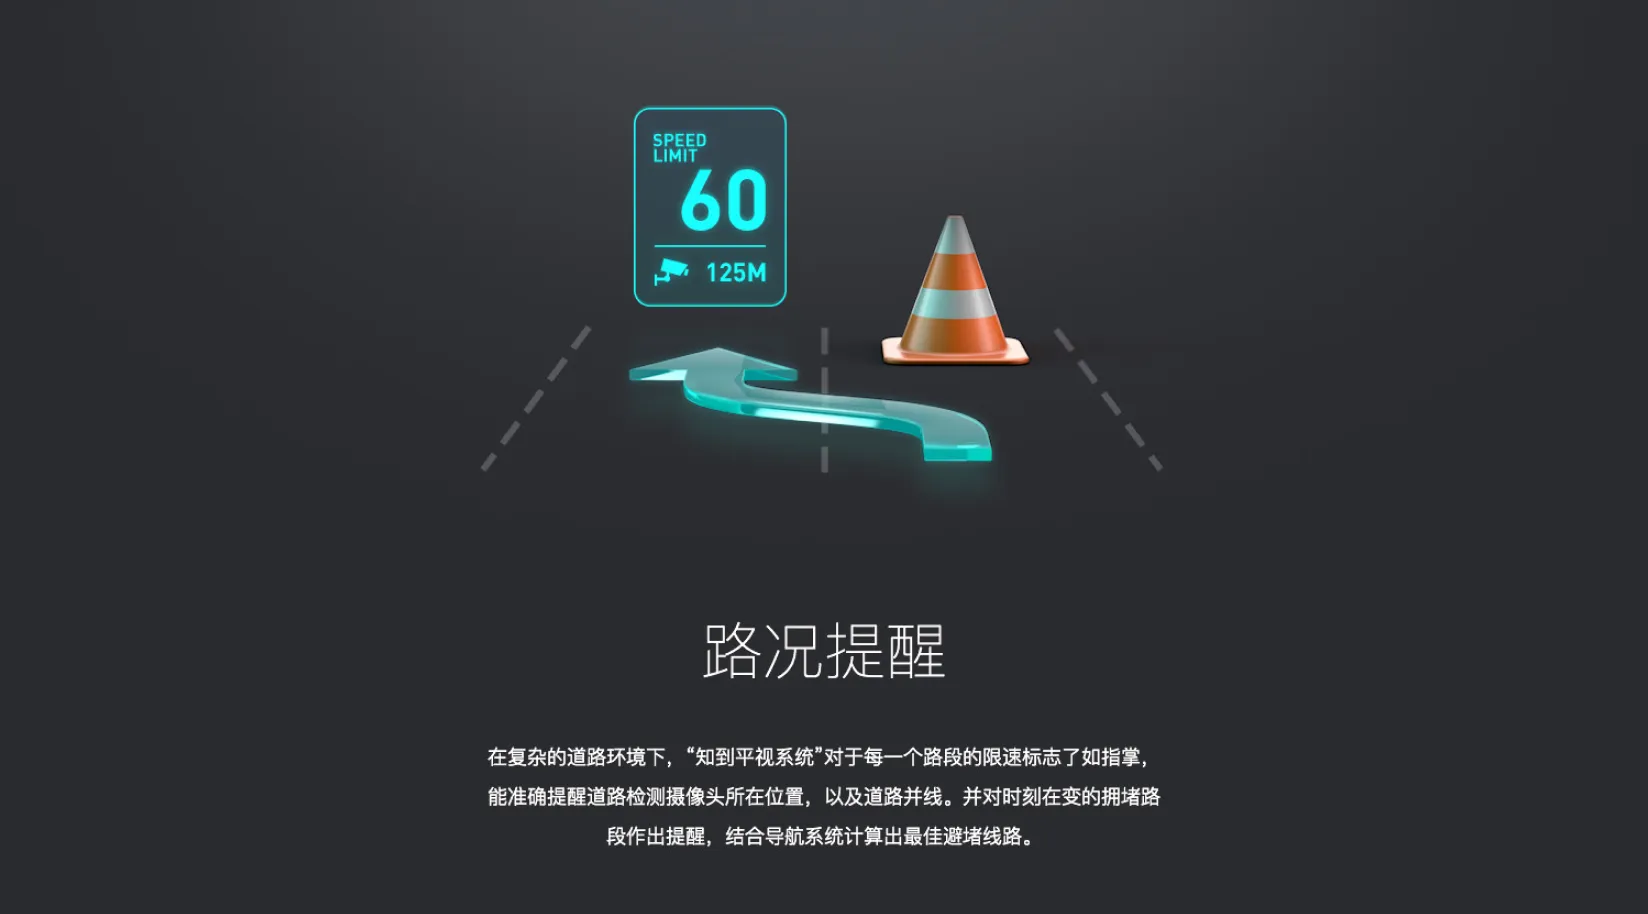 SPEED
LIMIT
60
125M
路况提醒
在复杂的道路环境下，“知到平视系统”对于每一个路段的限速标志了如指掌，
能准确提醒道路检测摄像头所在位置，以及道路并线。并对时刻在变的拥堵路
段作出提醒，结合导航系统计算出最佳避堵线路。